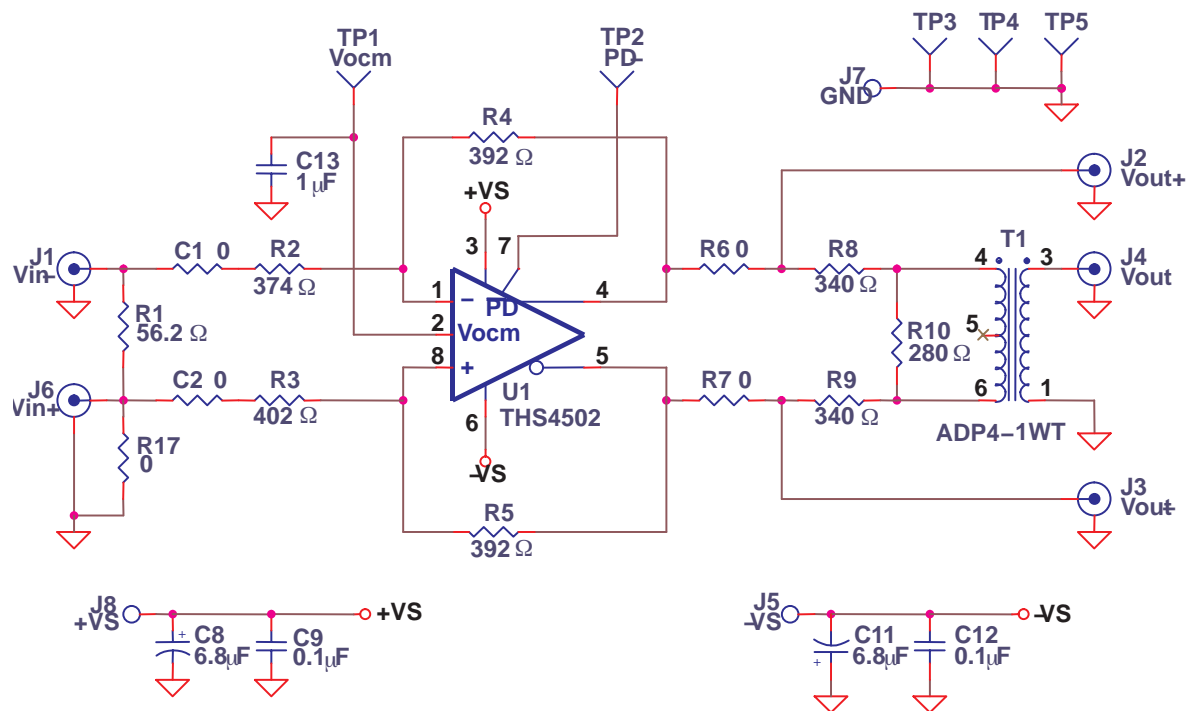 TP1
Vocm
TP2
PD-
TP3
TP4
TP5
J7
GND
R4
392 Ω
C13
1 µF
+VS
J2
Vout+
J1
Vin-
C1 0
R2
374 Ω
3
7
R6 0
R8
340 Ω
T1
4
3
J4
Vout
1
−
PD
4
R1
56.2 Ω
2
Vocm
5
R10
280 Ω
8
+
5
J6
Vin+
C2 0
R3
402 Ω
U1
THS4502
R7 0
R9
340 Ω
6
1
ADP4−1WT
6
-VS
R17
0
J3
Vout+
R5
392 Ω
J8
+VS
+VS
+
C8
6.8µF
C9
0.1µF
J5
-VS
-VS
+
C11
6.8µF
C12
0.1µF